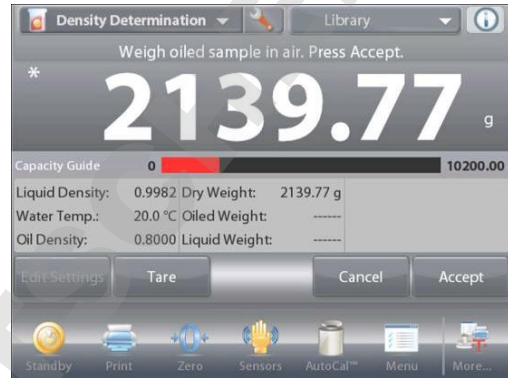 Density Determination Library
Weigh oiled sample in air. Press Accept.
* 2139.77 g
Capacity Guide 0 10200.00
Liquid Density: 0.9982 Dry Weight: 2139.77 g
Water Temp.: 20.0 °C Oiled Weight: ------
Oil Density: 0.8000 Liquid Weight: ------
Edit Settings Tare Cancel Accept
Standby Print Zero Sensors AutoCal™ Menu More...